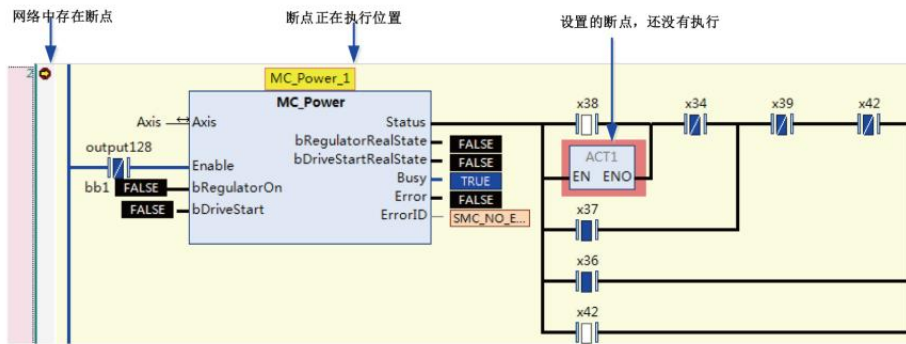 网络中存在断点
断点正在执行位置
设置的断点，还没有执行
2
MC_Power_1
MC_Power
Axis
Axis
Status
x38
x34
x39
x42
bRegulatorRealState
FALSE
bDriveStartRealState
FALSE
output128
Enable
Busy
TRUE
ACT1
EN ENO
bb1
FALSE
bRegulatorOn
Error
FALSE
FALSE
bDriveStart
ErrorID
SMC_NO_E...
x37
x36
x42